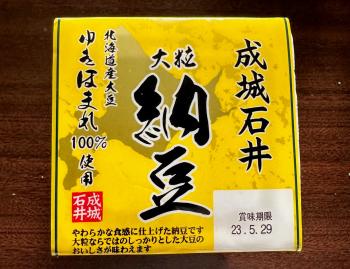 成城石井
大粒
納豆
北海道産大豆
ゆきほまれ
100%使用
成城
石井
賞味期限
23.5.29
やわらかな食感に仕上げた納豆です
大粒ならではのしっかりとした大豆の
おいしさが味わえます